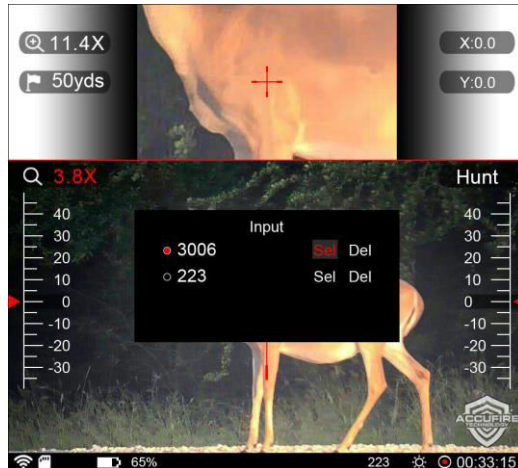 11.4X
50yds
X:0.0
Y:0.0
3.8X
Hunt
Input
3006 Sel Del
223 Sel Del
40 40
30 30
20 20
10 10
0 0
-10 -10
-20 -20
-30 -30
ACCUFIRE
TECHNOLOGY
65% 223 00:33:15